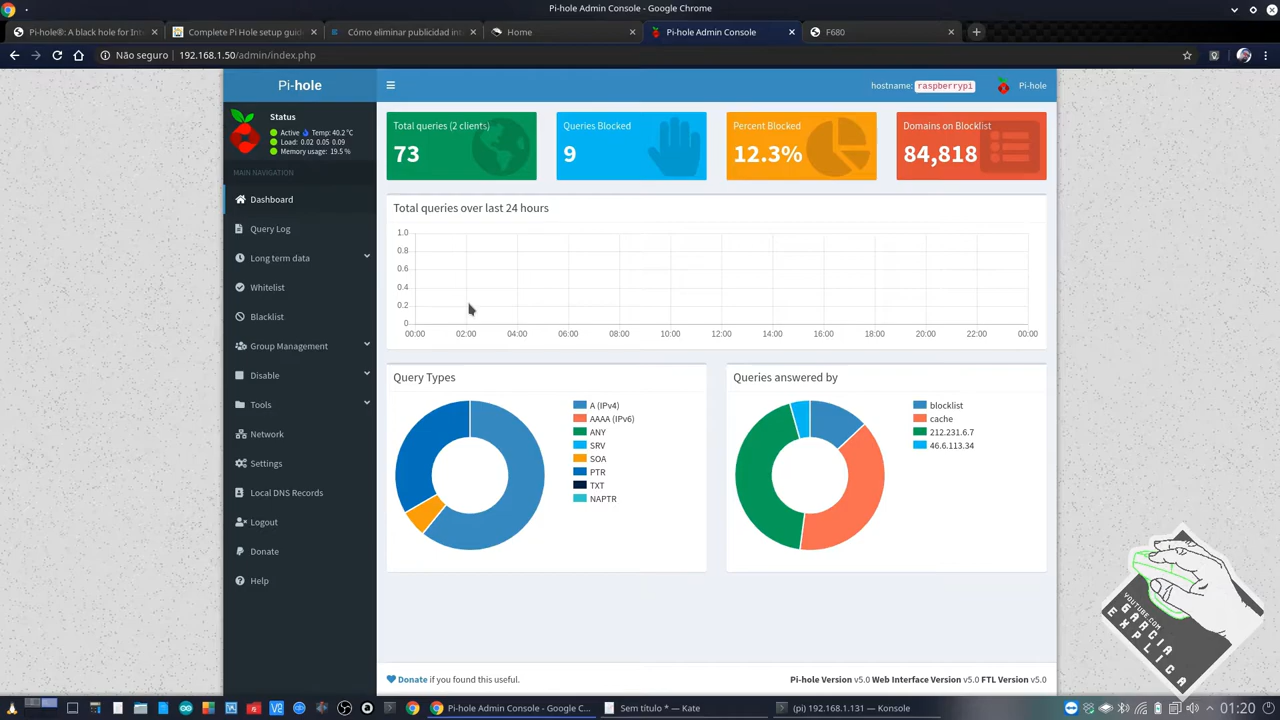 Pi-hole Admin Console - Google Chrome
Pi-hole®: A black hole for Inte
Complete Pi Hole setup guid
Cómo eliminar publicidad int
Home
Pi-hole Admin Console
F680
Não seguro
192.168.1.50/admin/index.php
Pi-hole
hostname: raspberrypi
Pi-hole
Status
Active Temp: 40.2 °C
Load: 0.02 0.05 0.09
Memory usage: 19.5 %
MAIN NAVIGATION
Dashboard
Query Log
Long term data
Whitelist
Blacklist
Group Management
Disable
Tools
Network
Settings
Local DNS Records
Logout
Donate
Help
Total queries (2 clients)
73
Queries Blocked
9
Percent Blocked
12.3%
Domains on Blocklist
84,818
Total queries over last 24 hours
1.0
0.8
0.6
0.4
0.2
0
00:00 02:00 04:00 06:00 08:00 10:00 12:00 14:00 16:00 18:00 20:00 22:00 00:00
Query Types
A (IPv4)
AAAA (IPv6)
ANY
SRV
SOA
PTR
TXT
NAPTR
Queries answered by
blocklist
cache
212.231.6.7
46.6.113.34
Donate if you found this useful.
Pi-hole Version v5.0 Web Interface Version v5.0 FTL Version v5.0
YOUTUBE.COM
GARCIA
EXPLICA
Pi-hole Admin Console - Google C...
Sem título * — Kate
(pi) 192.168.1.131 — Konsole
01:20